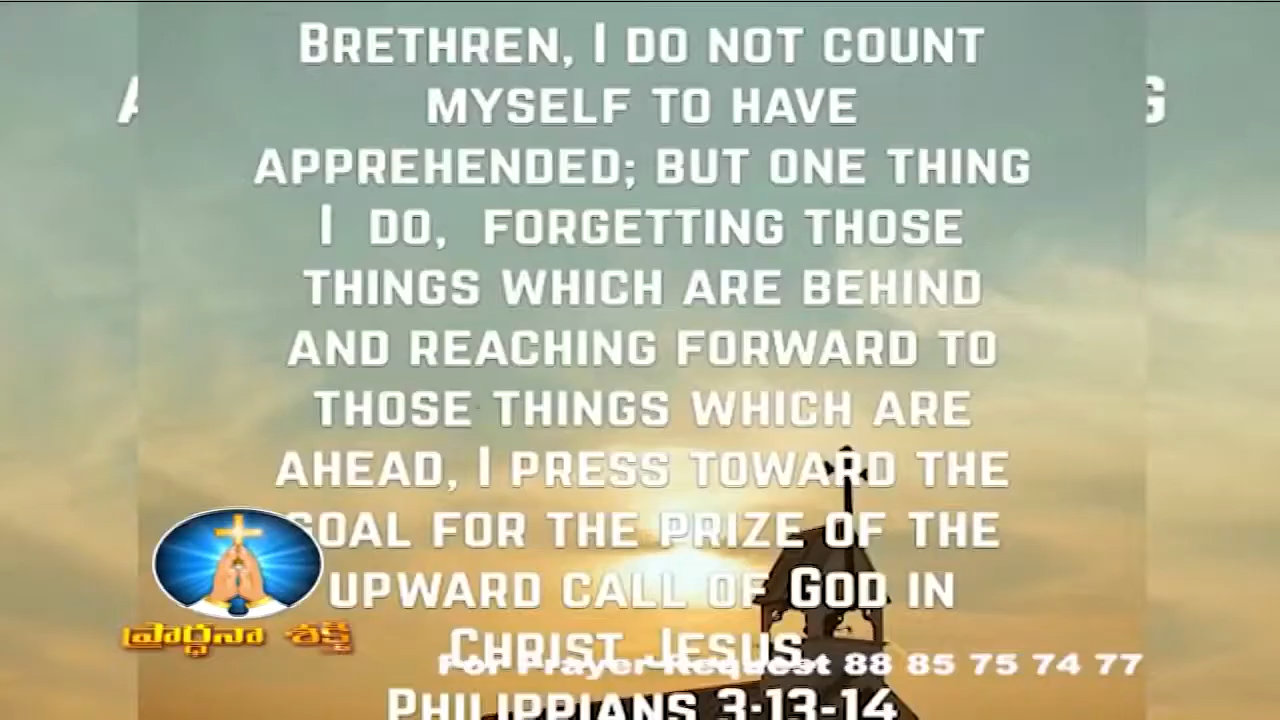 BRETHREN, I DO NOT COUNT
MYSELF TO HAVE
APPREHENDED; BUT ONE THING
I DO, FORGETTING THOSE
THINGS WHICH ARE BEHIND
AND REACHING FORWARD TO
THOSE THINGS WHICH ARE
AHEAD, I PRESS TOWARD THE
GOAL FOR THE PRIZE OF THE
UPWARD CALL OF GOD IN
CHRIST JESUS
PHILIPPIANS 3:13-14
ప్రార్ధనా శక్తి
For Prayer Request 88 85 75 74 77